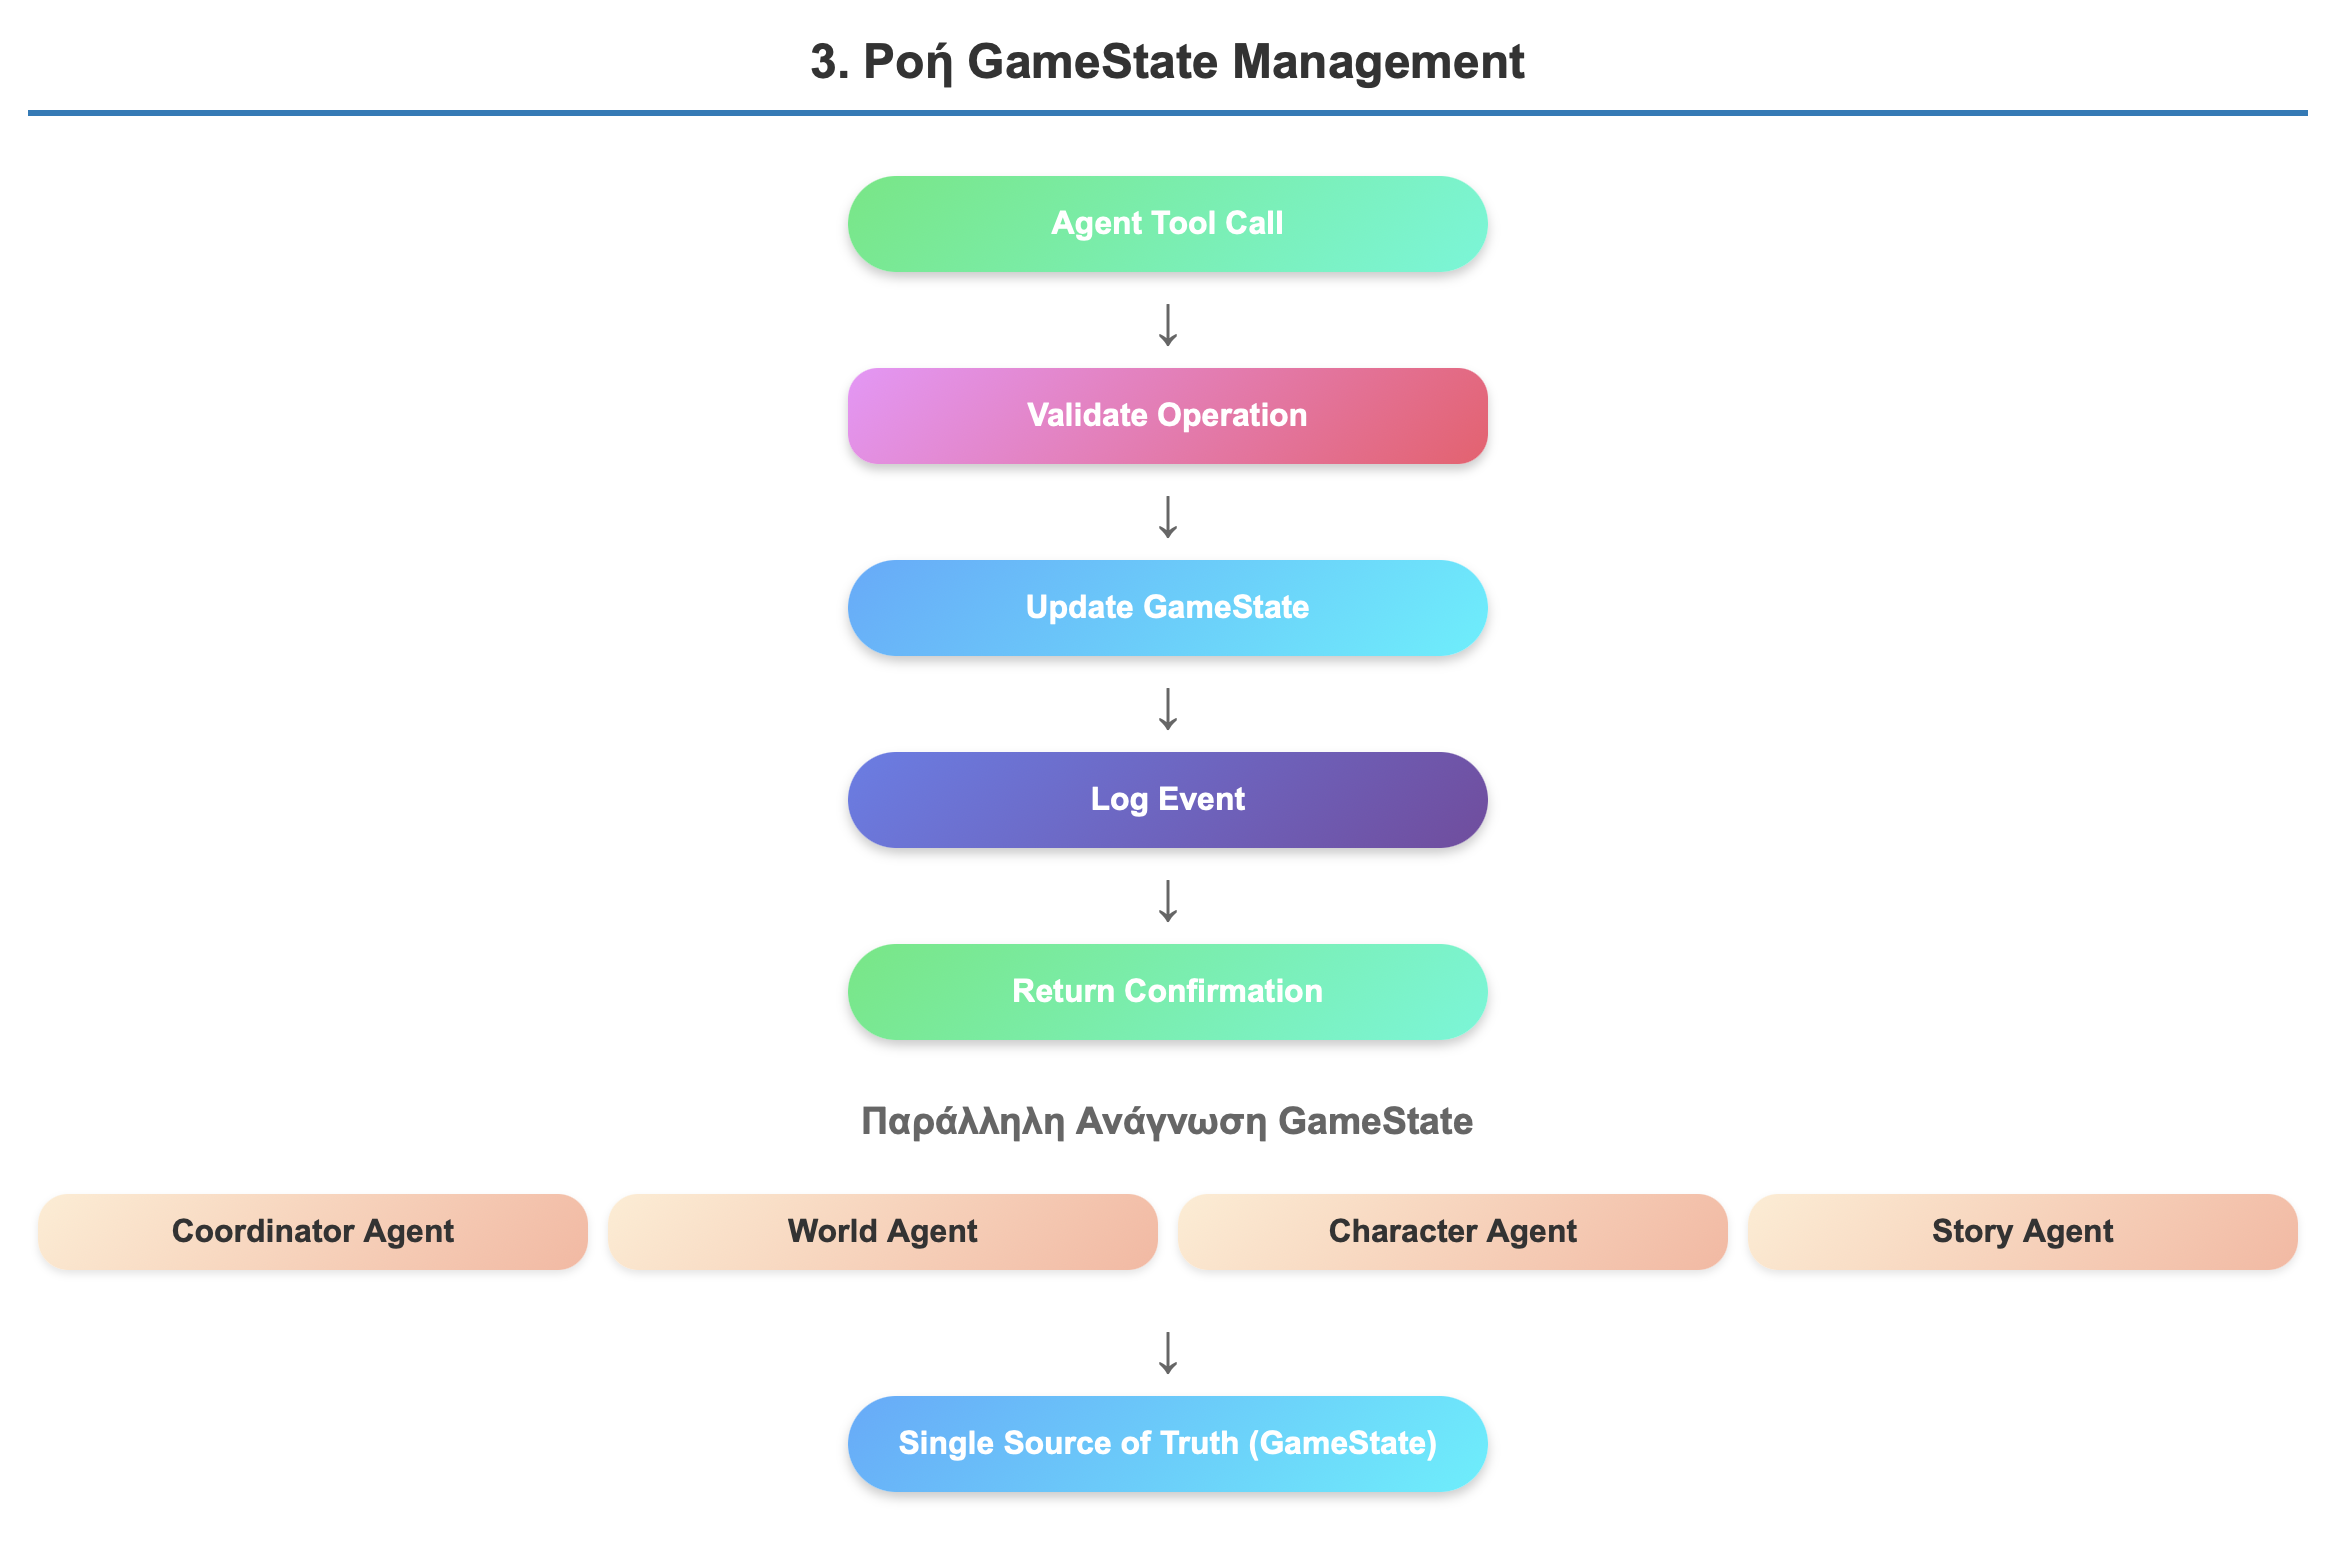 3. Ροή GameState Management
Agent Tool Call
↓
Validate Operation
↓
Update GameState
↓
Log Event
↓
Return Confirmation
Παράλληλη Ανάγνωση GameState
Coordinator Agent
World Agent
Character Agent
Story Agent
↓
Single Source of Truth (GameState)